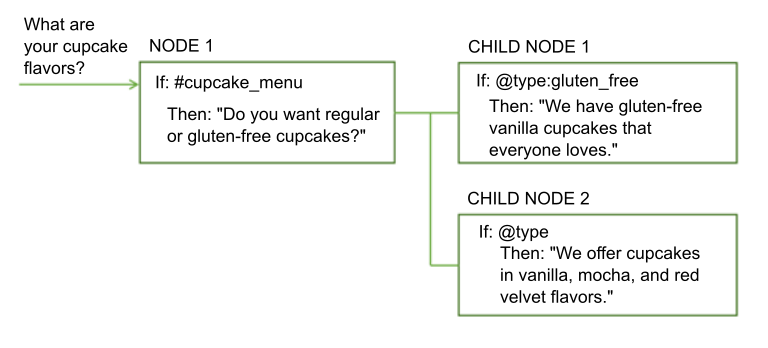 What are
your cupcake
flavors?
NODE 1
If: #cupcake_menu
Then: "Do you want regular
or gluten-free cupcakes?"
CHILD NODE 1
If: @type:gluten_free
Then: "We have gluten-free
vanilla cupcakes that
everyone loves."
CHILD NODE 2
If: @type
Then: "We offer cupcakes
in vanilla, mocha, and red
velvet flavors."